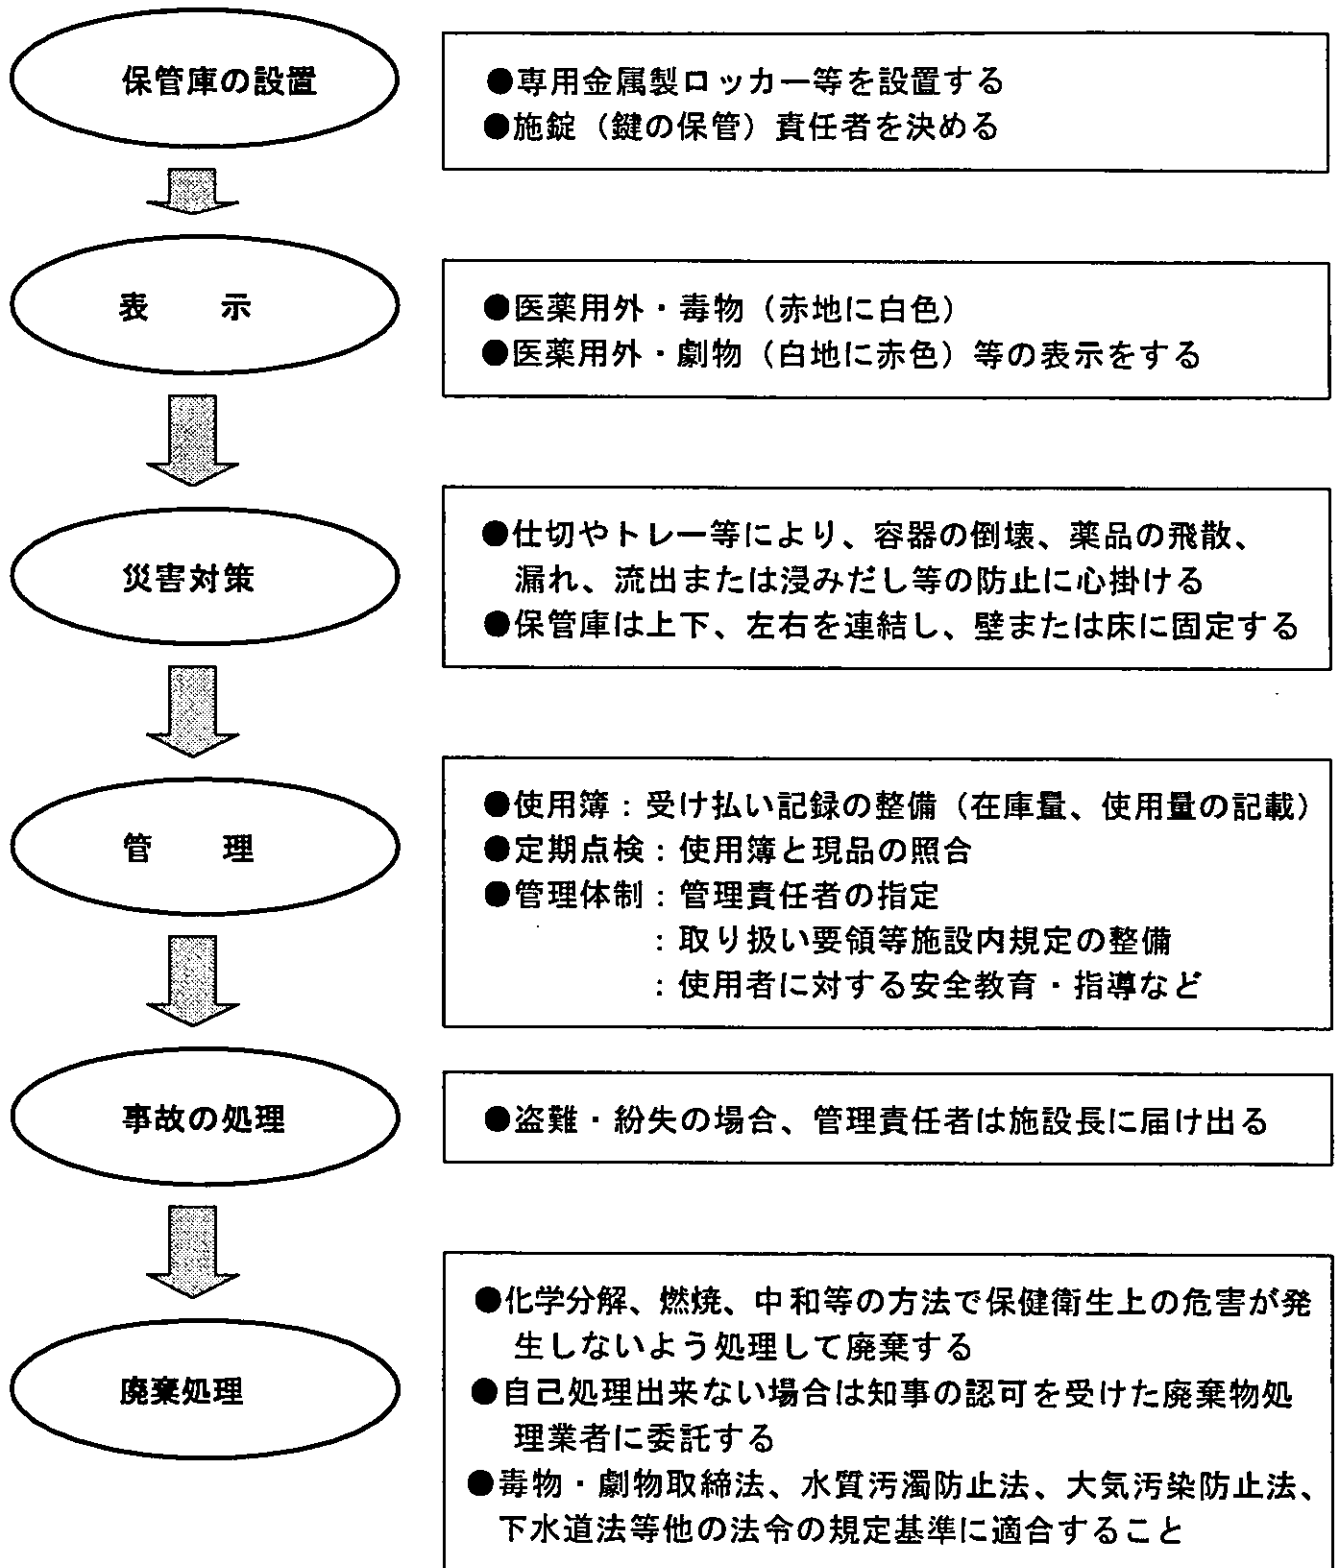 保管庫の設置
●専用金属製ロッカー等を設置する
●施錠（鍵の保管）責任者を決める
表　示
●医薬用外・毒物（赤地に白色）
●医薬用外・劇物（白地に赤色）等の表示をする
災害対策
●仕切やトレー等により、容器の倒壊、薬品の飛散、
漏れ、流出または浸みだし等の防止に心掛ける
●保管庫は上下、左右を連結し、壁または床に固定する
管　理
●使用簿：受け払い記録の整備（在庫量、使用量の記載）
●定期点検：使用簿と現品の照合
●管理体制：管理責任者の指定
：取り扱い要領等施設内規定の整備
：使用者に対する安全教育・指導など
事故の処理
●盗難・紛失の場合、管理責任者は施設長に届け出る
廃棄処理
●化学分解、燃焼、中和等の方法で保健衛生上の危害が発
生しないよう処理して廃棄する
●自己処理出来ない場合は知事の認可を受けた廃棄物処
理業者に委託する
●毒物・劇物取締法、水質汚濁防止法、大気汚染防止法、
下水道法等他の法令の規定基準に適合すること